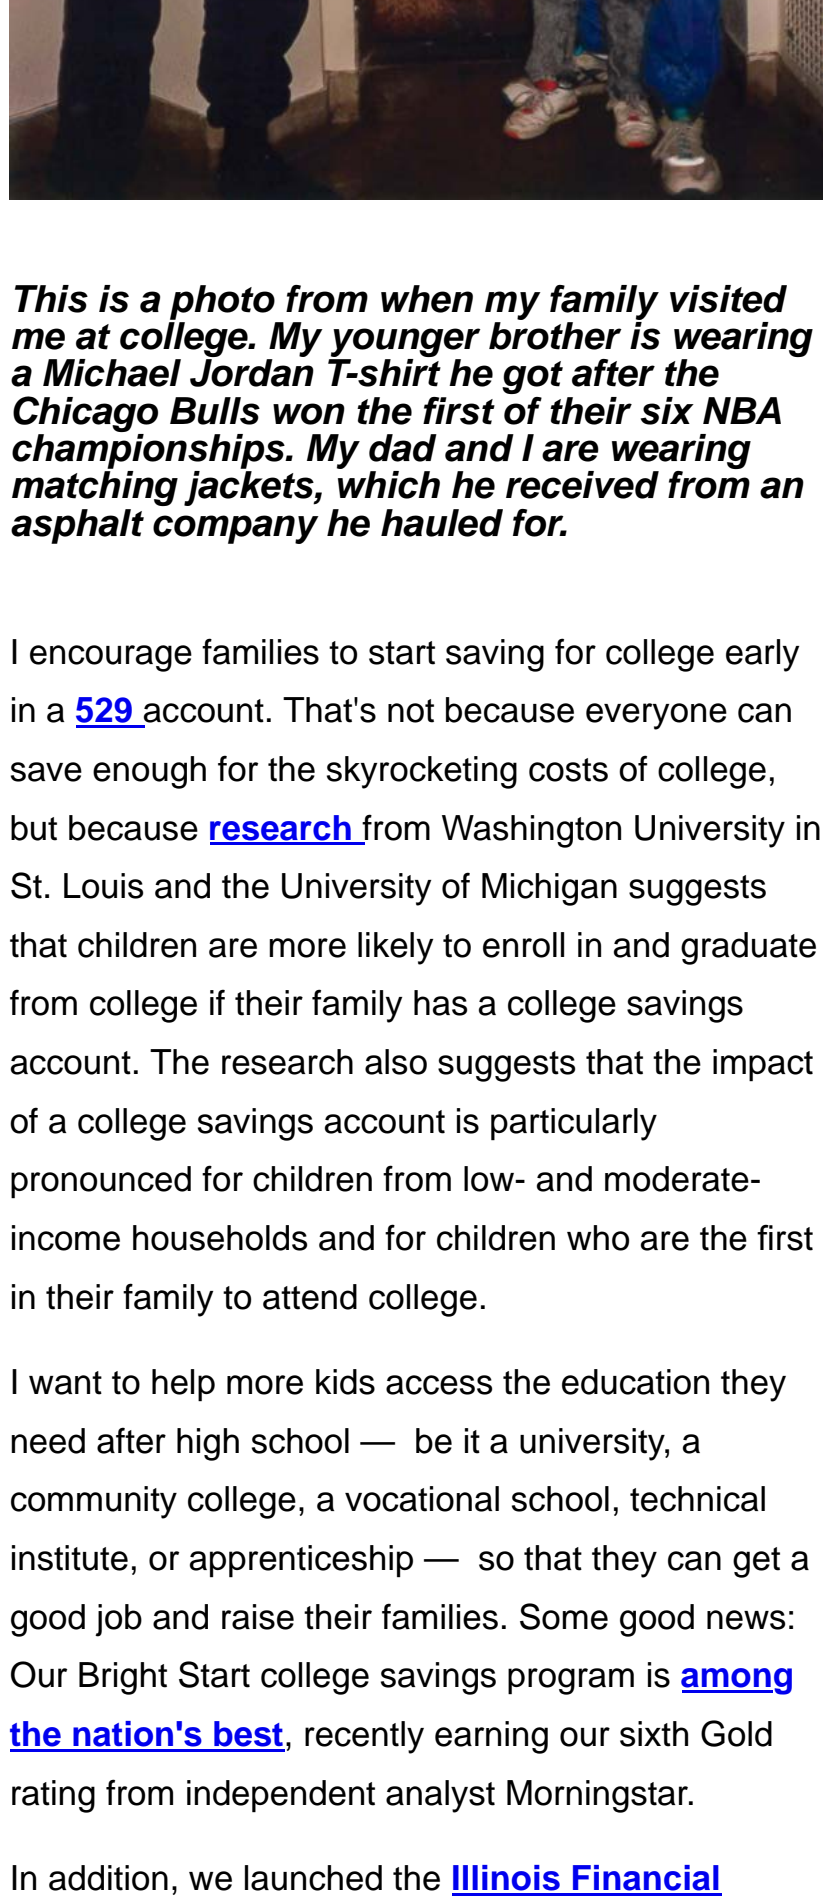 This is a photo from when my family visited
me at college. My younger brother is wearing
a Michael Jordan T-shirt he got after the
Chicago Bulls won the first of their six NBA
championships. My dad and I are wearing
matching jackets, which he received from an
asphalt company he hauled for.
I encourage families to start saving for college early
in a 529 account. That's not because everyone can
save enough for the skyrocketing costs of college,
but because research from Washington University in
St. Louis and the University of Michigan suggests
that children are more likely to enroll in and graduate
from college if their family has a college savings
account. The research also suggests that the impact
of a college savings account is particularly
pronounced for children from low- and moderate-
income households and for children who are the first
in their family to attend college.
I want to help more kids access the education they
need after high school —  be it a university, a
community college, a vocational school, technical
institute, or apprenticeship —  so that they can get a
good job and raise their families. Some good news:
Our Bright Start college savings program is among
the nation's best, recently earning our sixth Gold
rating from independent analyst Morningstar.
In addition, we launched the Illinois Financial